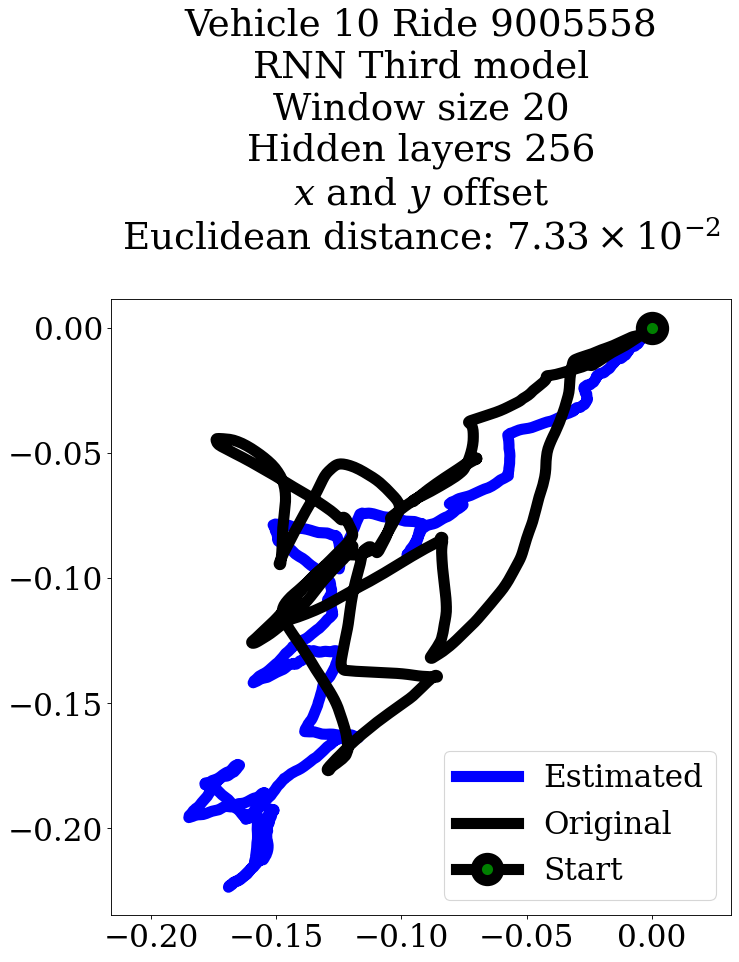 Vehicle 10 Ride 9005558
RNN Third model
Window size 20
Hidden layers 256
x and y offset
Euclidean distance: 7.33 × 10⁻²
0.00
−0.05
−0.10
−0.15
−0.20
Estimated
Original
Start
−0.20 −0.15 −0.10 −0.05 0.00